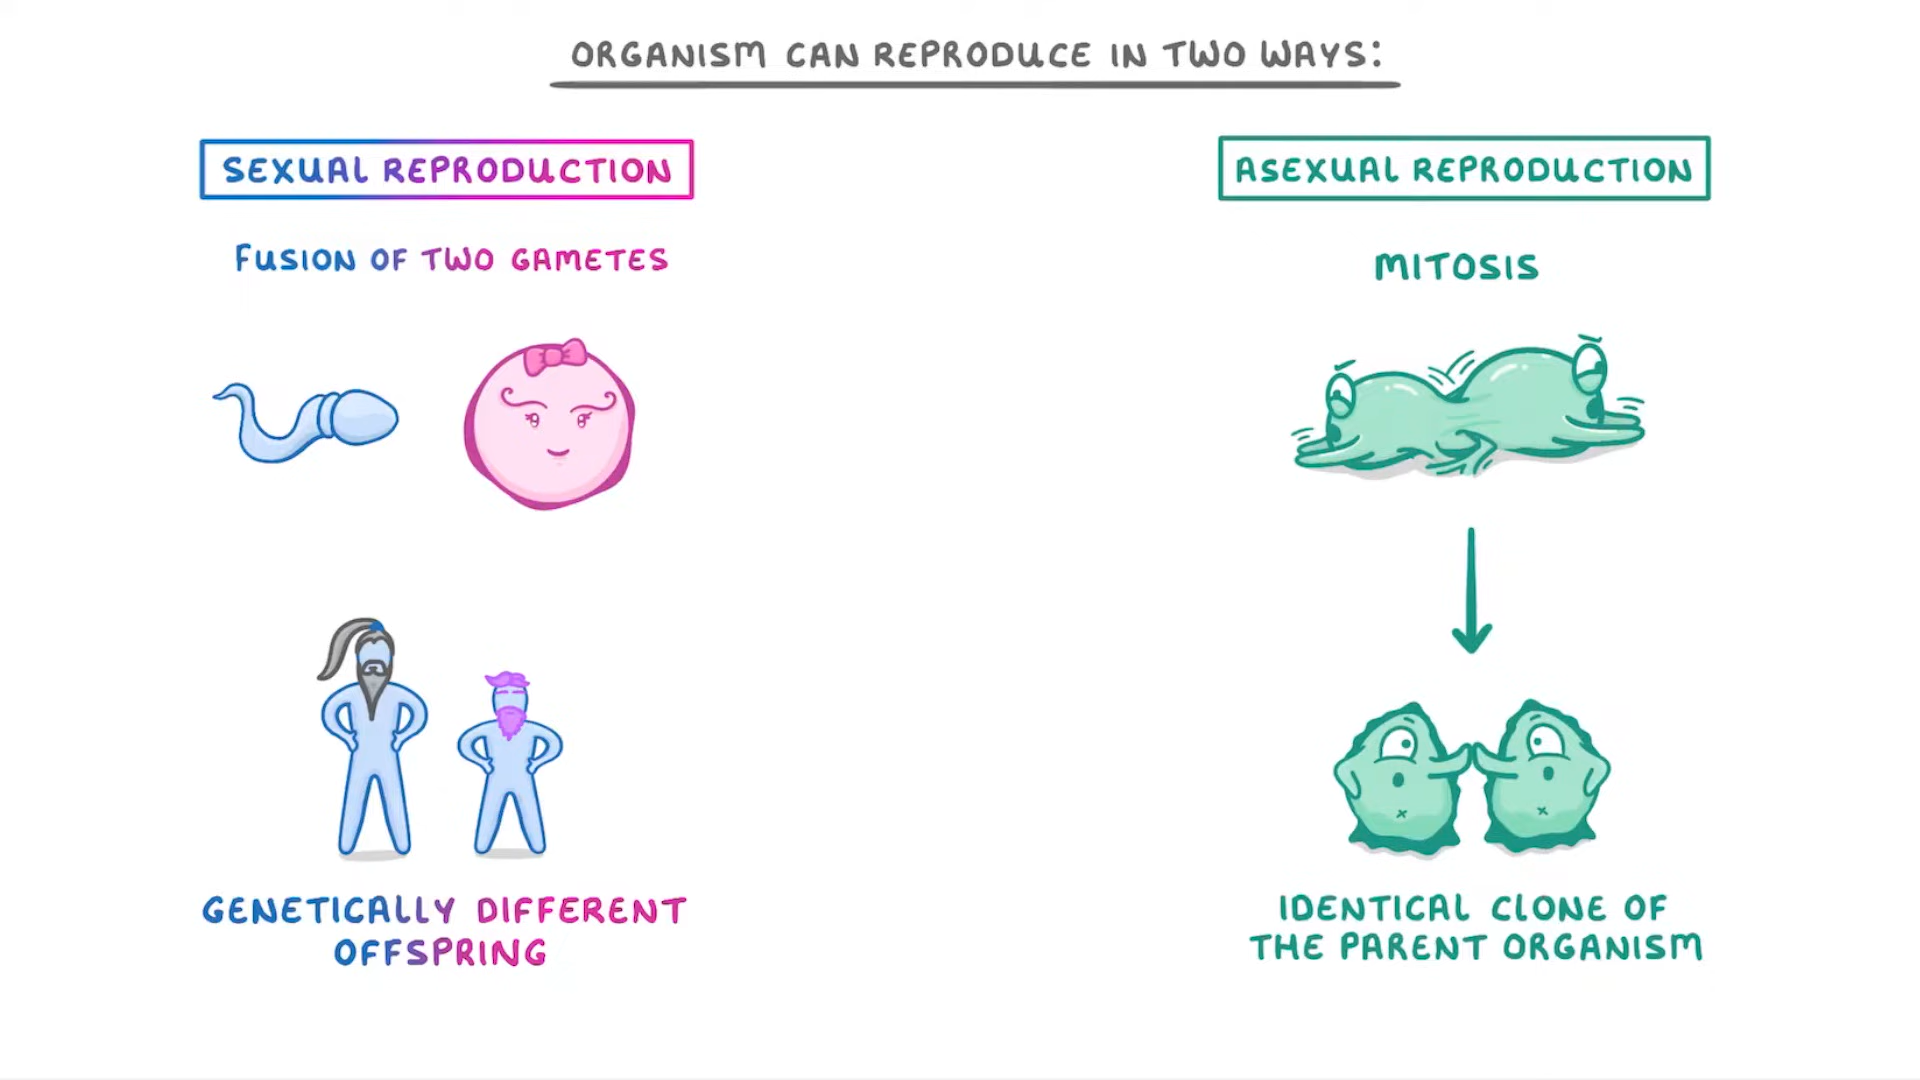 ORGANISM CAN REPRODUCE IN TWO WAYS:
SEXUAL REPRODUCTION
FUSION OF TWO GAMETES
GENETICALLY DIFFERENT
OFFSPRING
ASEXUAL REPRODUCTION
MITOSIS
IDENTICAL CLONE OF
THE PARENT ORGANISM